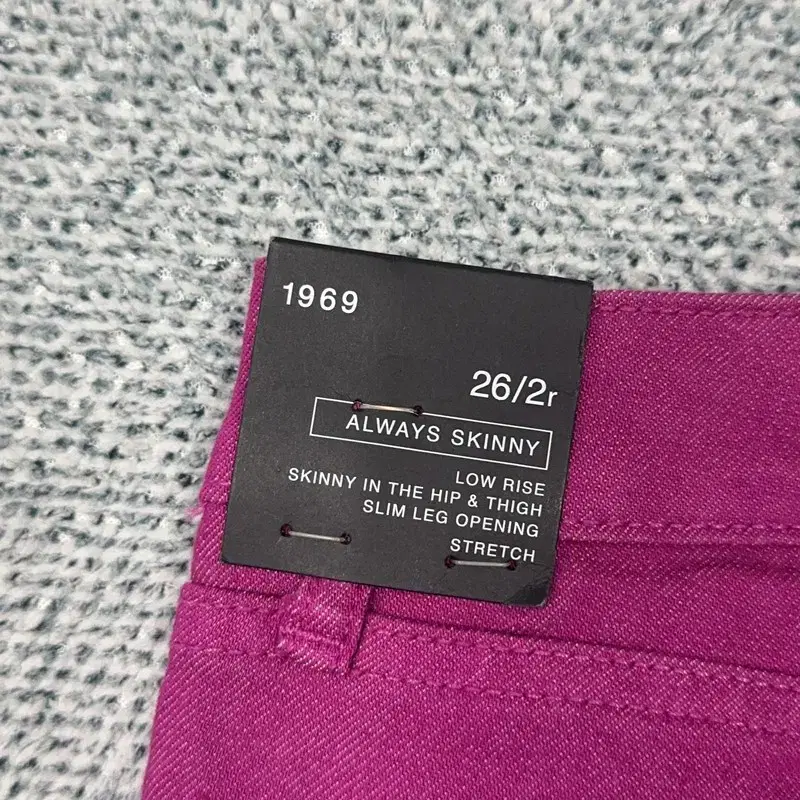 1969
26/2r
ALWAYS SKINNY
LOW RISE
SKINNY IN THE HIP & THIGH
SLIM LEG OPENING
STRETCH